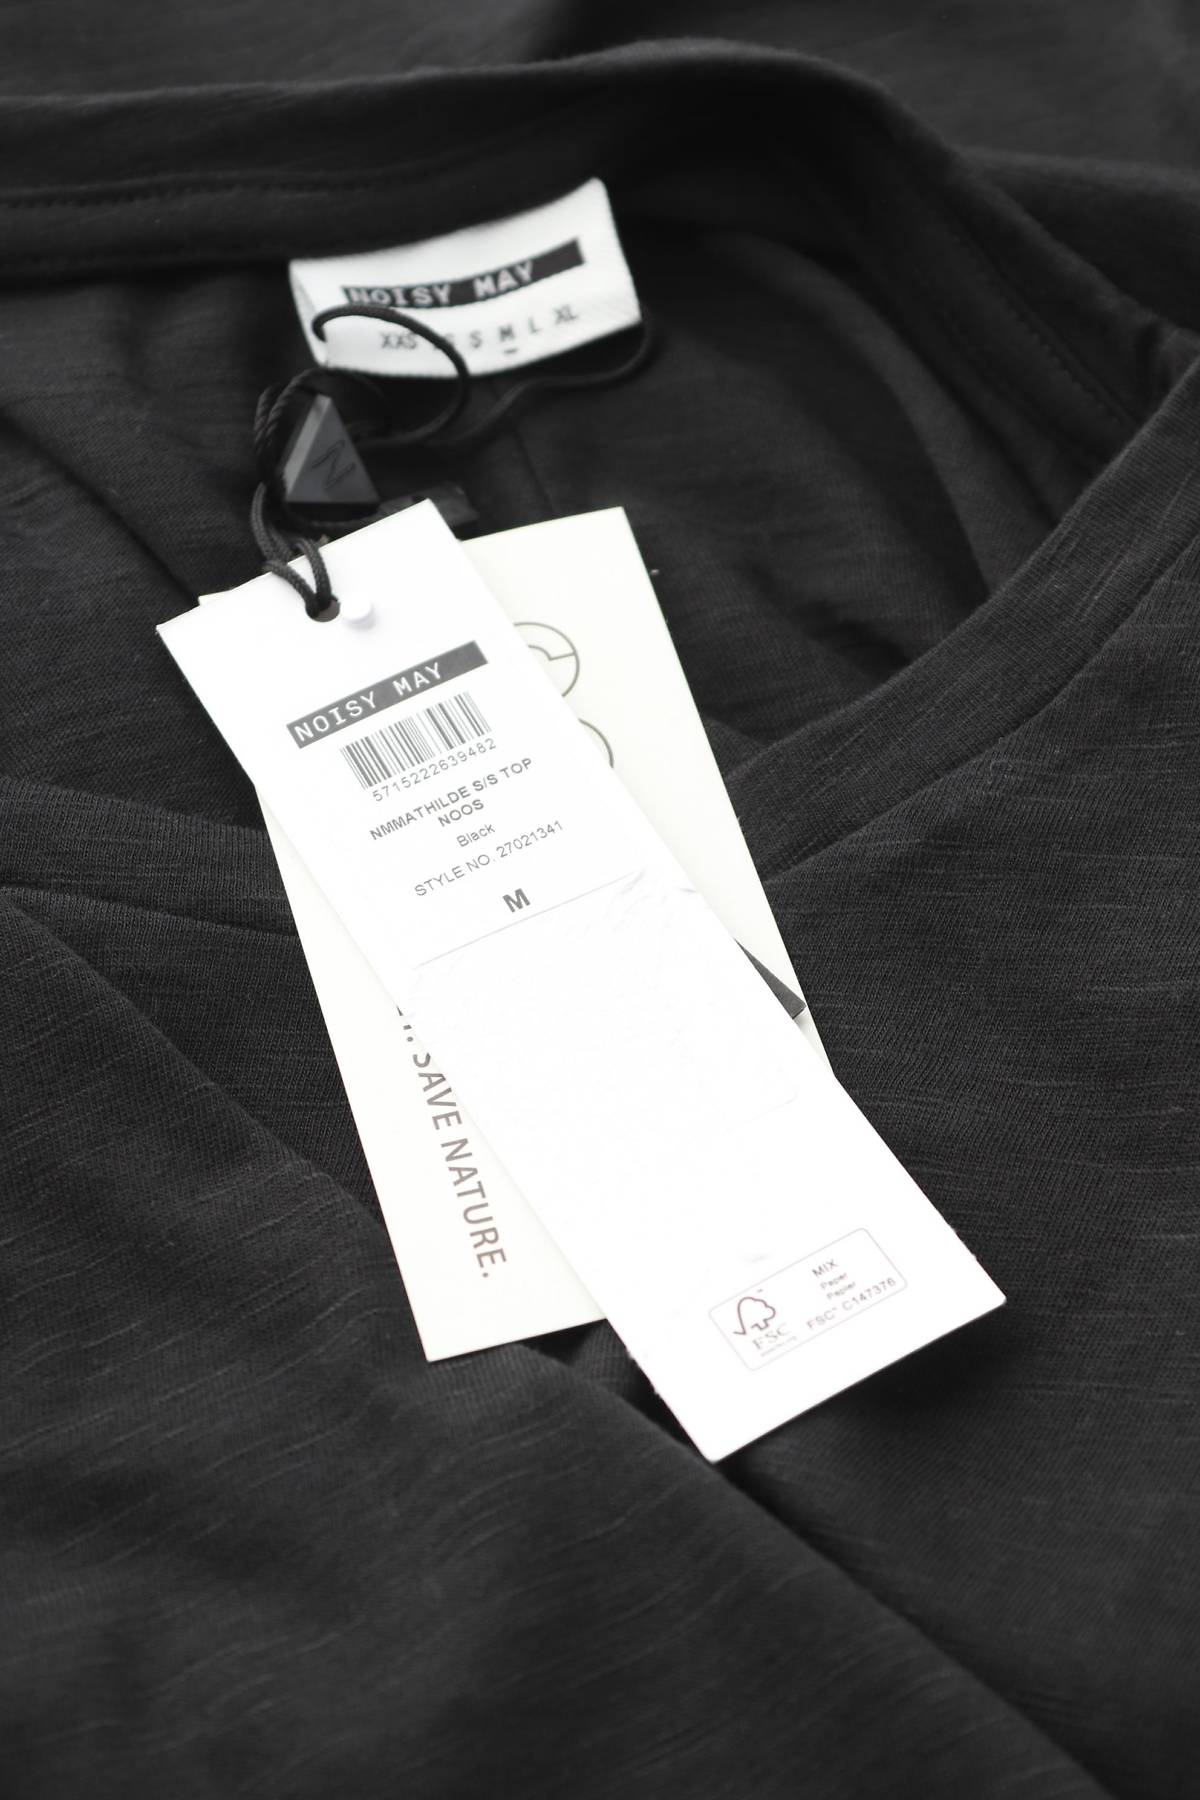 NOISY MAY
XXS S M L XL
N
NOISY MAY
5715222639482
NMMATHILDE S/S TOP
NOOS
Black
STYLE NO. 27021341
M
SAVE NATURE.
MIX
Paper
Papier
FSC™ C147376
FSC